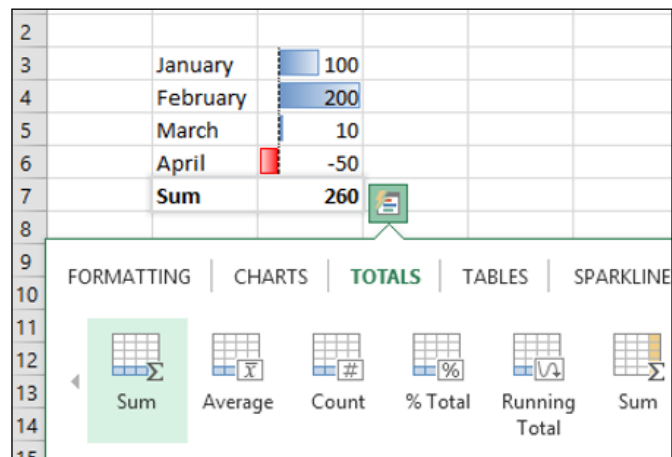 2
3 January 100
4 February 200
5 March 10
6 April -50
7 Sum 260
8
9
10
11
12
13
14
15
FORMATTING CHARTS TOTALS TABLES SPARKLINE
Sum Average Count % Total Running Total Sum